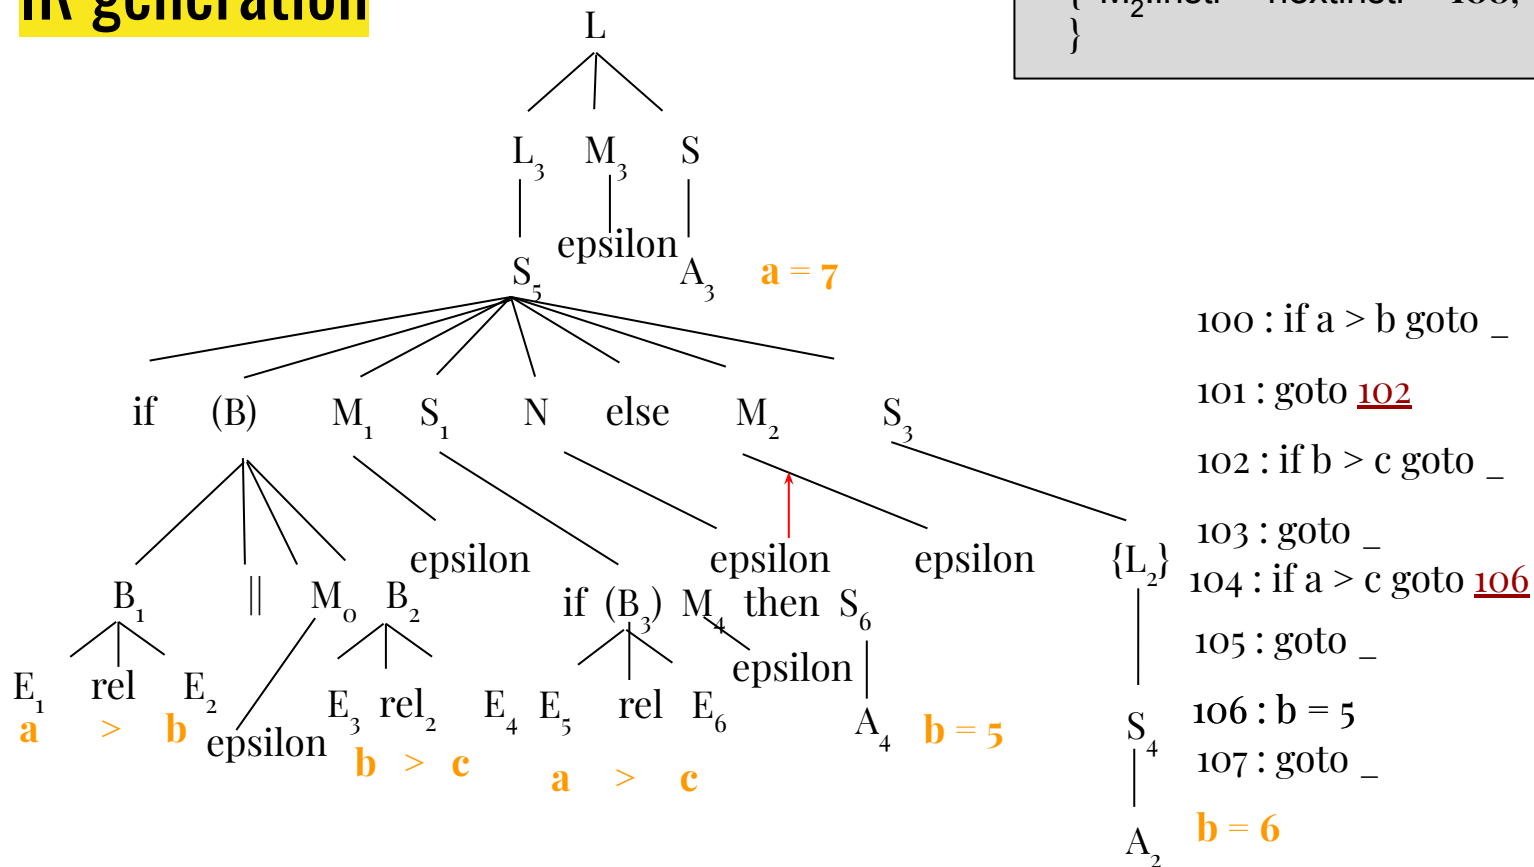 IR generation
100;
}
L
L3 M3 S
epsilon
S5 A3 a = 7
if (B) M1 S1 N else M2 S3
epsilon epsilon epsilon {L2}
B1 || M0 B2 if (B3) M4 then S6
epsilon
E1 rel E2 E3 rel2 E4 E5 rel E6
a > b epsilon A4 b = 5 S4
b > c a > c
b = 6
A2
100 : if a > b goto _
101 : goto 102
102 : if b > c goto _
103 : goto _
104 : if a > c goto 106
105 : goto _
106 : b = 5
107 : goto _